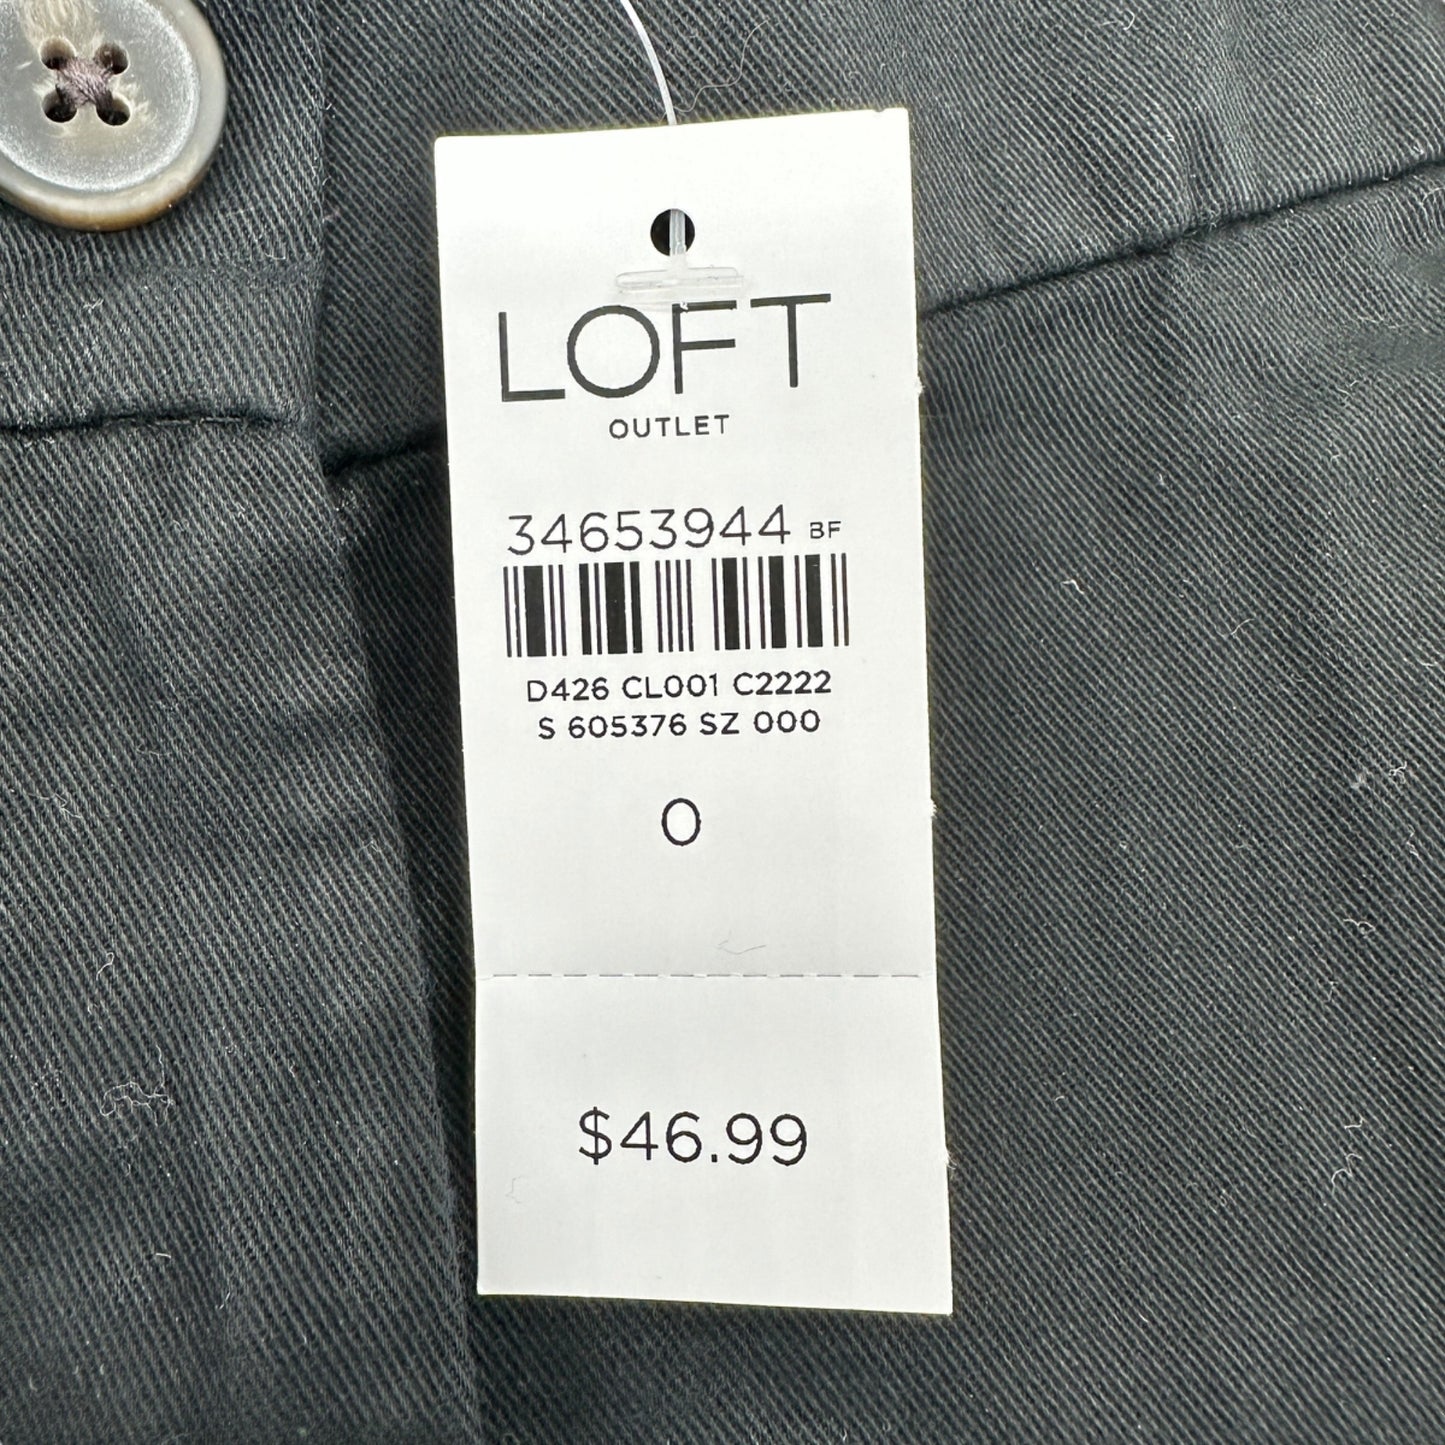 LOFT
OUTLET
34653944 BF
D426 CL001 C2222
S 605376 SZ 000
0
$46.99